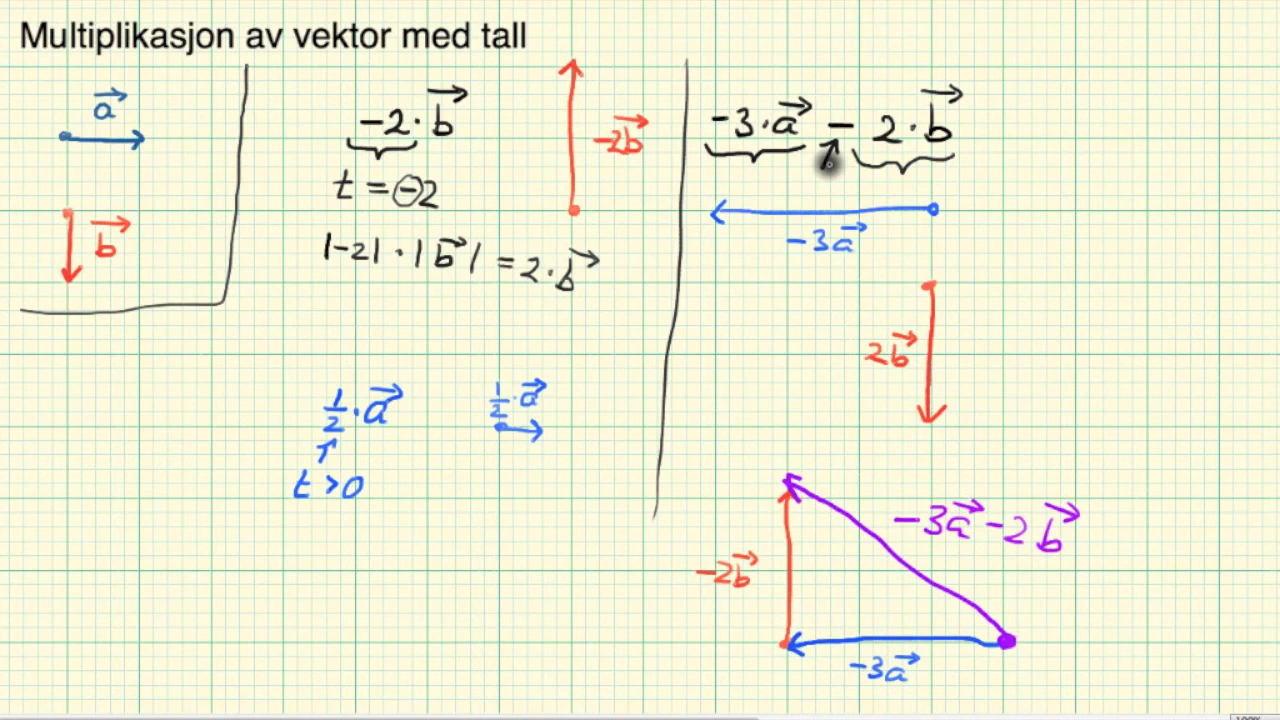 Multiplikasjon av vektor med tall
a⃗
b⃗
-2·b⃗
t = -2
|-2|·|b⃗| = 2·b⃗
-2b⃗
½·a⃗
t > 0
½·a⃗
-3·a⃗ - 2·b⃗
-3a⃗
2b⃗
-3a⃗ - 2b⃗
-2b⃗
-3a⃗